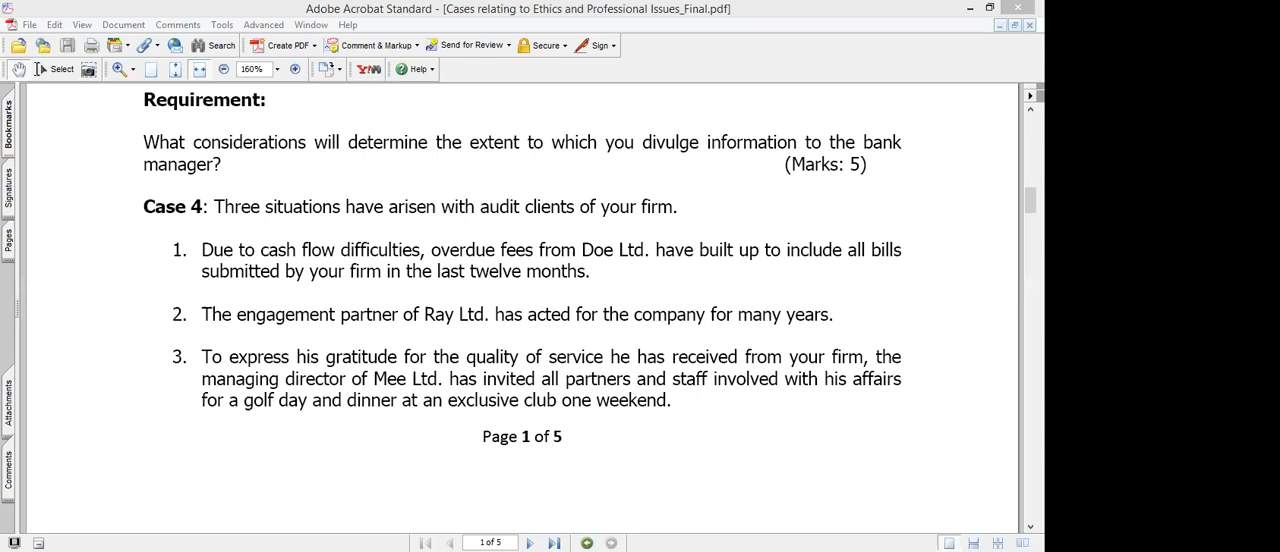 Adobe Acrobat Standard - [Cases relating to Ethics and Professional Issues_Final.pdf]
File Edit View Document Comments Tools Advanced Window Help
Search Create PDF Comment & Markup Send for Review Secure Sign
Select 160% Y! Help
Bookmarks
Signatures
Pages
Attachments
Comments
Requirement:
What considerations will determine the extent to which you divulge information to the bank
manager? (Marks: 5)
Case 4: Three situations have arisen with audit clients of your firm.
1. Due to cash flow difficulties, overdue fees from Doe Ltd. have built up to include all bills
submitted by your firm in the last twelve months.
2. The engagement partner of Ray Ltd. has acted for the company for many years.
3. To express his gratitude for the quality of service he has received from your firm, the
managing director of Mee Ltd. has invited all partners and staff involved with his affairs
for a golf day and dinner at an exclusive club one weekend.
Page 1 of 5
1 of 5